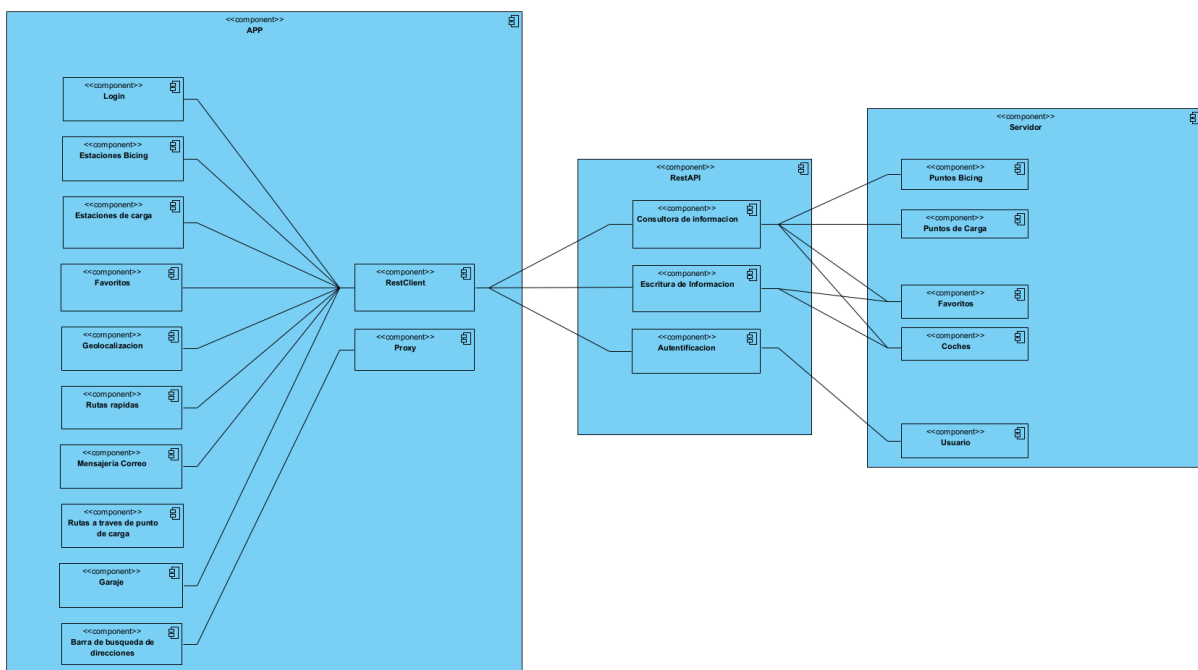 <<component>>
APP
<<component>>
Login
<<component>>
Estaciones Bicing
<<component>>
Estaciones de carga
<<component>>
Favoritos
<<component>>
Geolocalizacion
<<component>>
Rutas rapidas
<<component>>
Mensajería Correo
<<component>>
Rutas a traves de punto
de carga
<<component>>
Garaje
<<component>>
Barra de busqueda de
direcciones
<<component>>
RestClient
<<component>>
Proxy
<<component>>
RestAPI
<<component>>
Consultora de informacion
<<component>>
Escritura de Informacion
<<component>>
Autentificacion
<<component>>
Servidor
<<component>>
Puntos Bicing
<<component>>
Puntos de Carga
<<component>>
Favoritos
<<component>>
Coches
<<component>>
Usuario